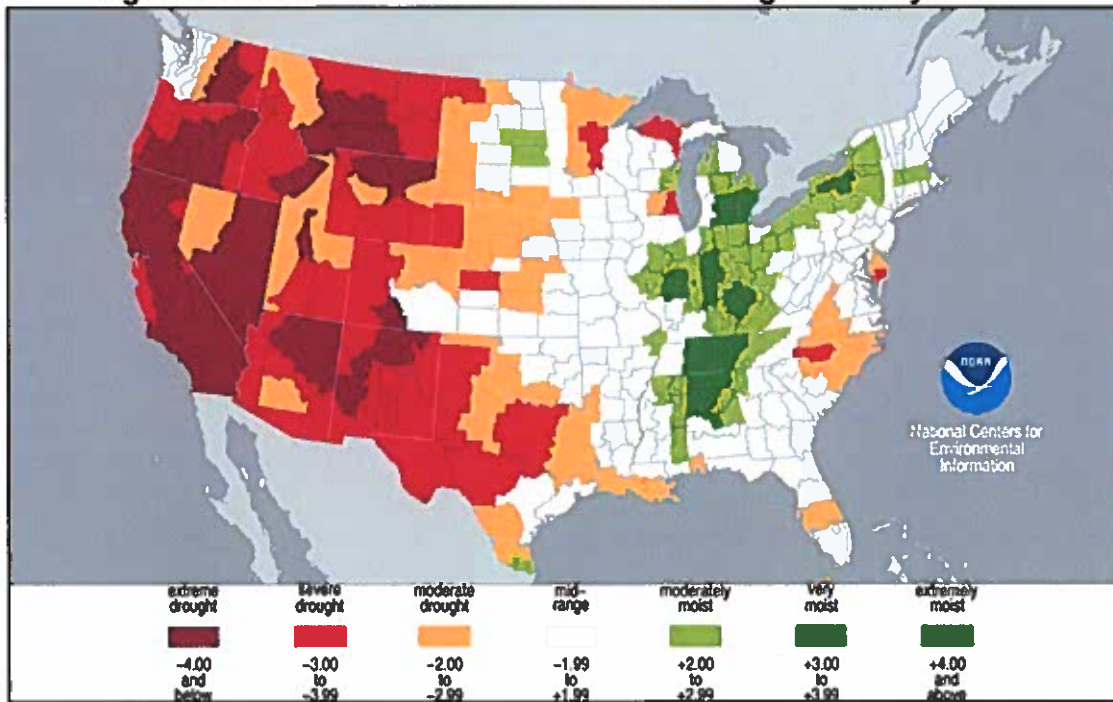 NOAA
National Centers for
Environmental
Information
extreme drought
severe drought
moderate drought
mid-range
moderately moist
very moist
extremely moist
-4.00 and below
-3.00 to -3.99
-2.00 to -2.99
-1.99 to +1.99
+2.00 to +2.99
+3.00 to +3.99
+4.00 and above